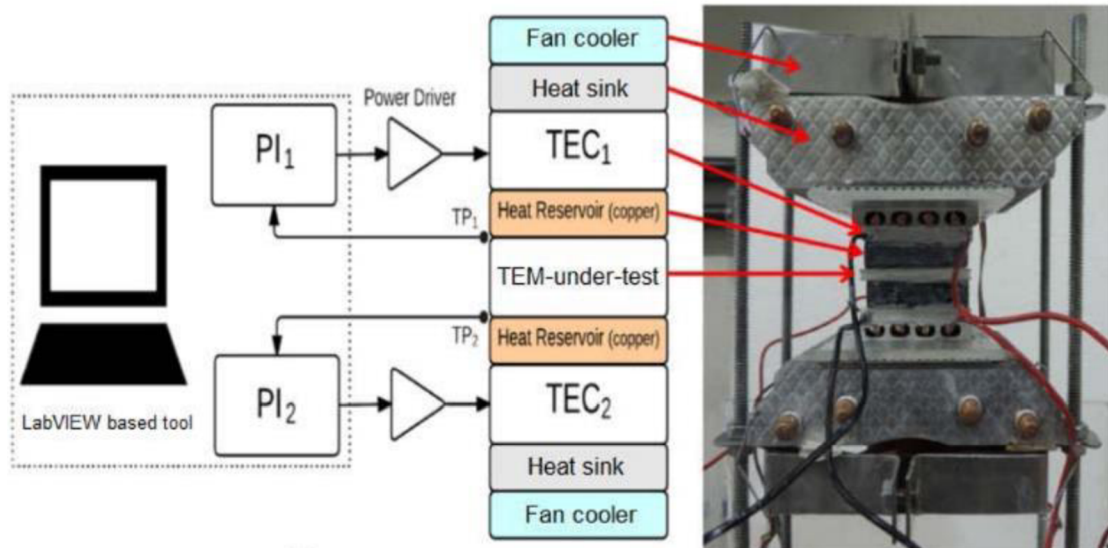 Fan cooler
Heat sink
Power Driver
PI1
TEC1
Heat Reservoir (copper)
TP1
TEM-under-test
TP2
Heat Reservoir (copper)
PI2
TEC2
LabVIEW based tool
Heat sink
Fan cooler